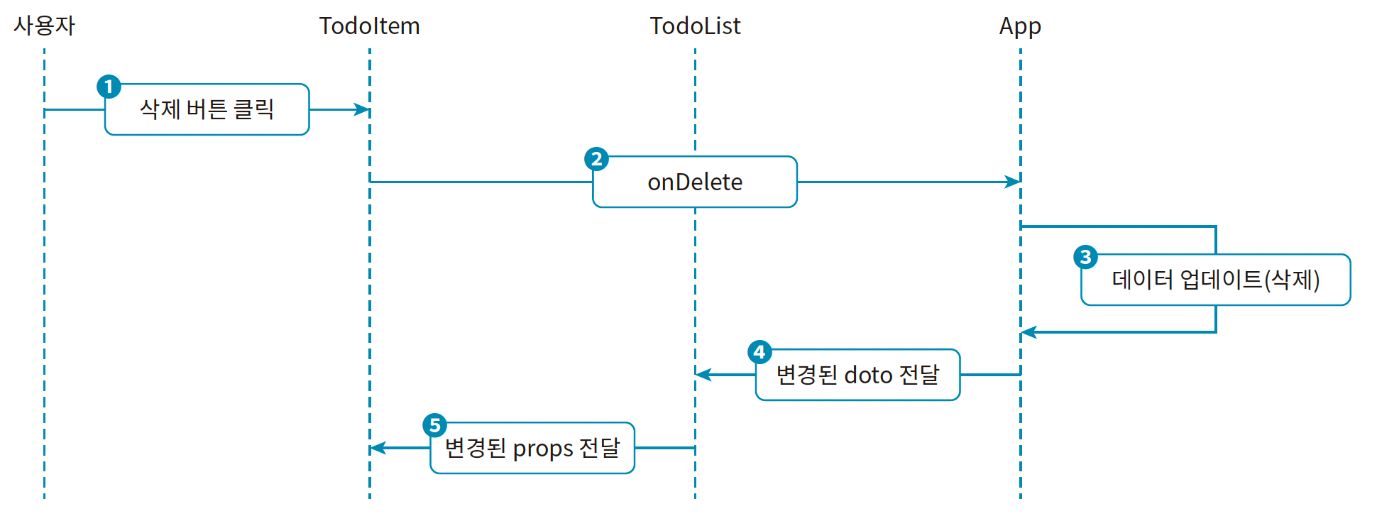 사용자 TodoItem TodoList App
1 삭제 버튼 클릭
2 onDelete
3 데이터 업데이트(삭제)
4 변경된 doto 전달
5 변경된 props 전달